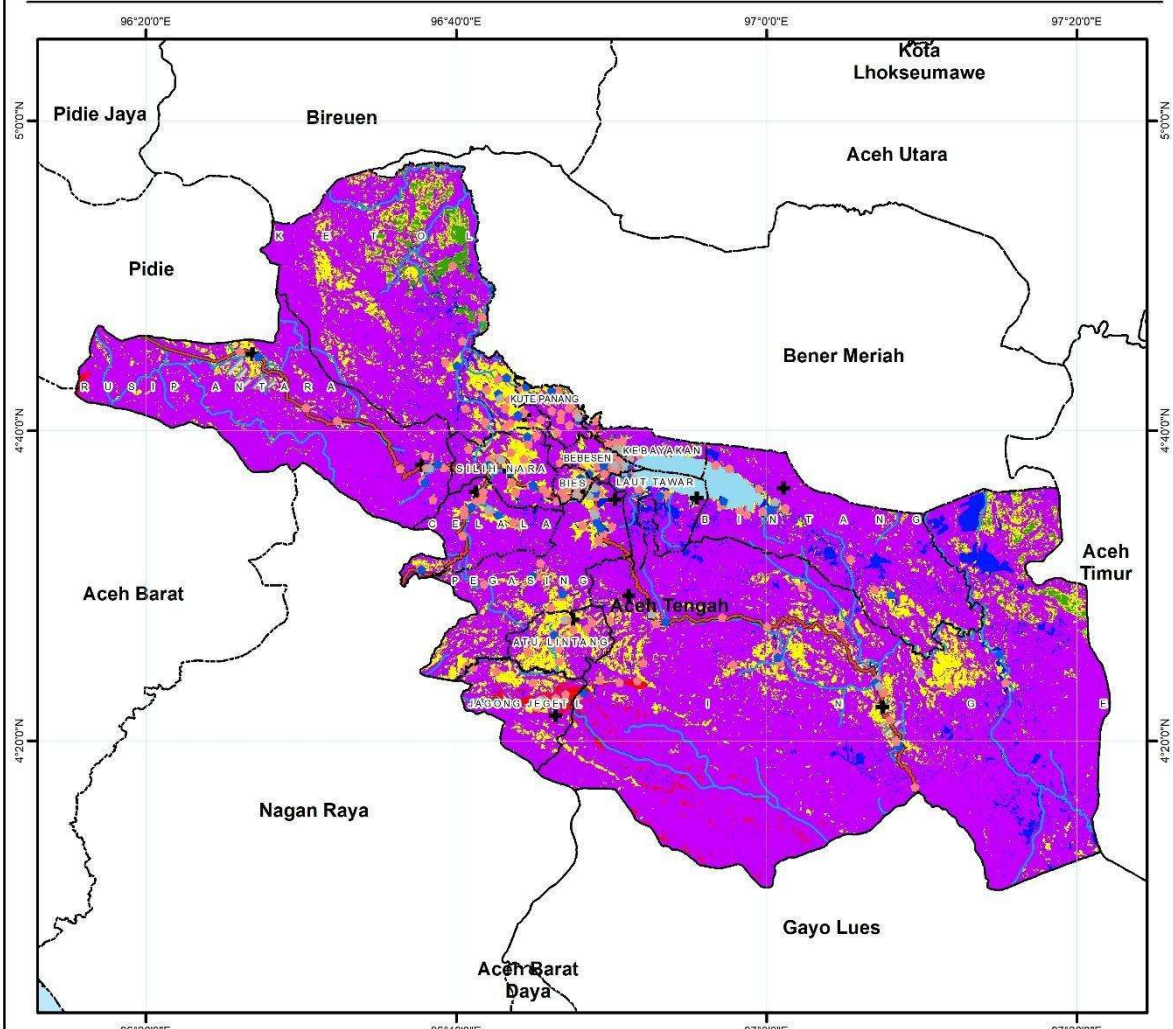 96°20'0"E
96°40'0"E
97°0'0"E
97°20'0"E
Kota
Lhokseumawe
Pidie Jaya
Bireuen
5°0'0"N
5°0'0"N
Aceh Utara
K E T O L
Pidie
Bener Meriah
R U S I P A N T A R A
KUTE PANANG
4°40'0"N
4°40'0"N
KEBAYAKAN
BEBESEN
SILIH NARA
BIES
LAUT TAWAR
C E L A L A
B I N T A N G
Aceh
Timur
P E G A S I N G
Aceh Barat
Aceh Tengah
ATU LINTANG
JAGONG JEGET
L I N G E
4°20'0"N
4°20'0"N
Nagan Raya
Gayo Lues
Aceh Barat
Daya